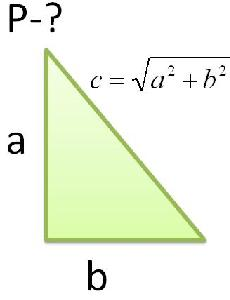 P-?
c = √a² + b²
a
b